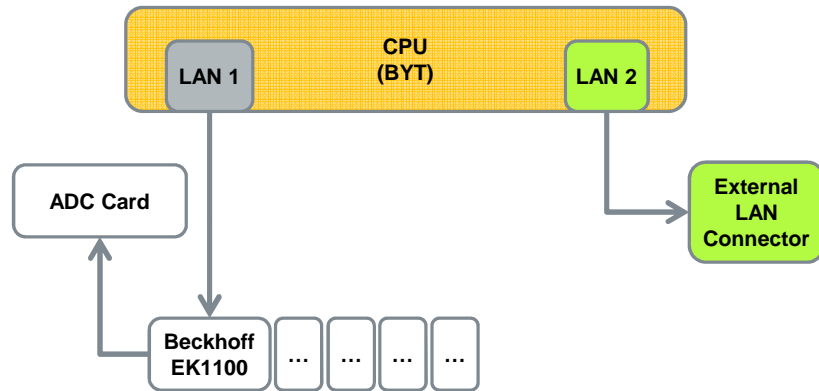 CPU
(BYT)
LAN 1
LAN 2
ADC Card
External
LAN
Connector
Beckhoff
EK1100
...
...
...
...